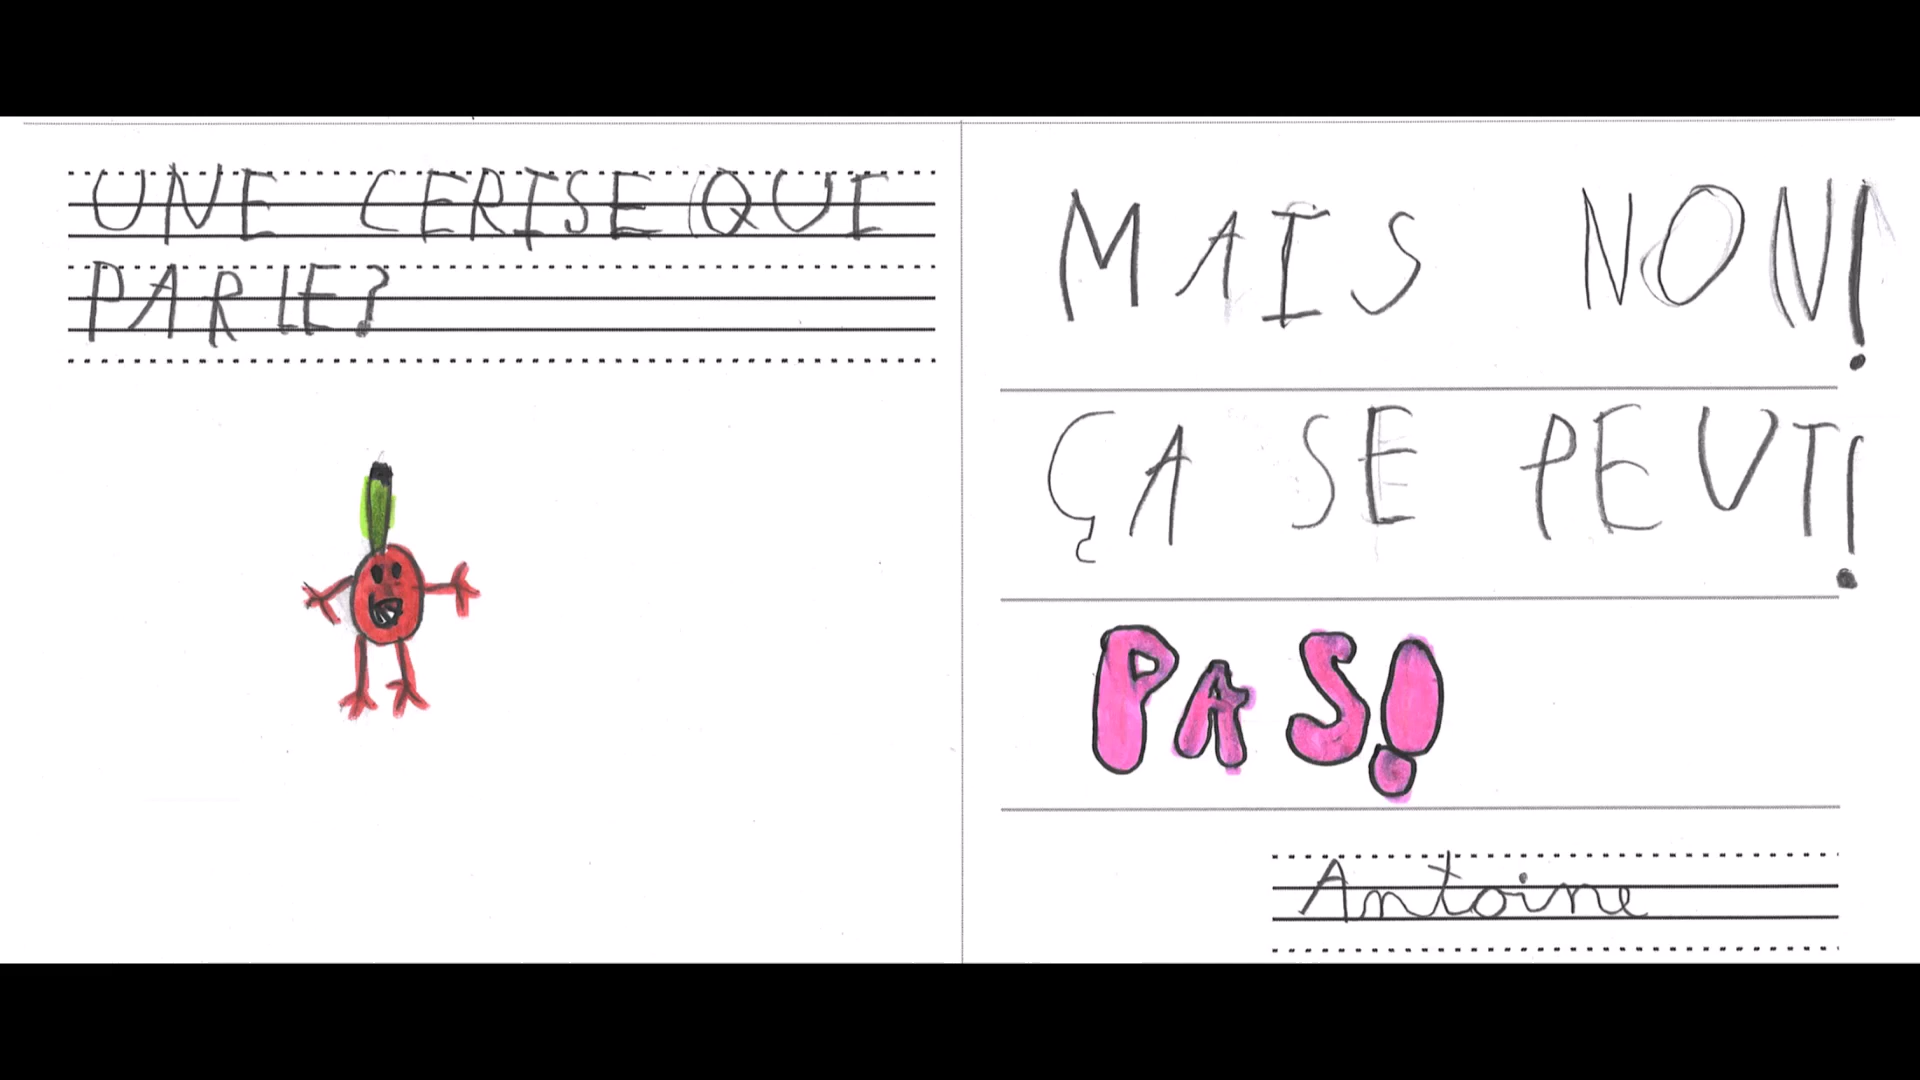 UNE CERISE QUI
PARLE?
MAIS NON!
ÇA SE PEUT!
PAS!
Antoine